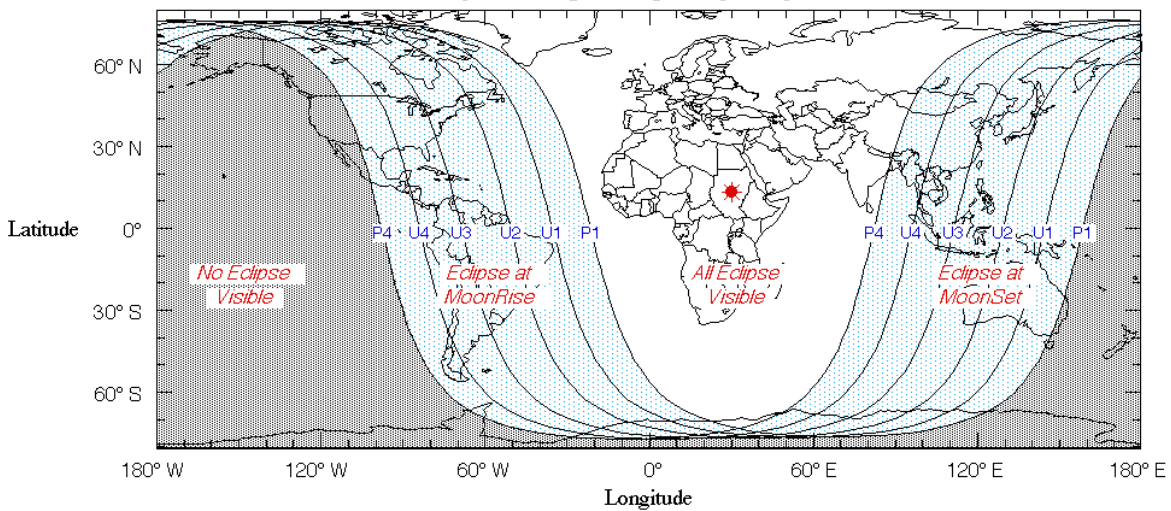 60° N
30° N
Latitude
0°
P4 U4 U3 U2 U1 P1
P4 U4 U3 U2 U1 P1
No Eclipse
Visible
Eclipse at
MoonRise
All Eclipse
Visible
Eclipse at
MoonSet
30° S
60° S
180° W
120° W
60° W
0°
60° E
120° E
180° E
Longitude